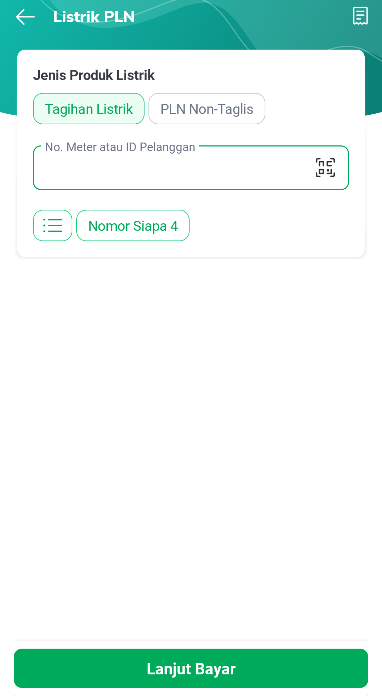 Listrik PLN
Jenis Produk Listrik
Tagihan Listrik
PLN Non-Taglis
No. Meter atau ID Pelanggan
Nomor Siapa 4
Lanjut Bayar